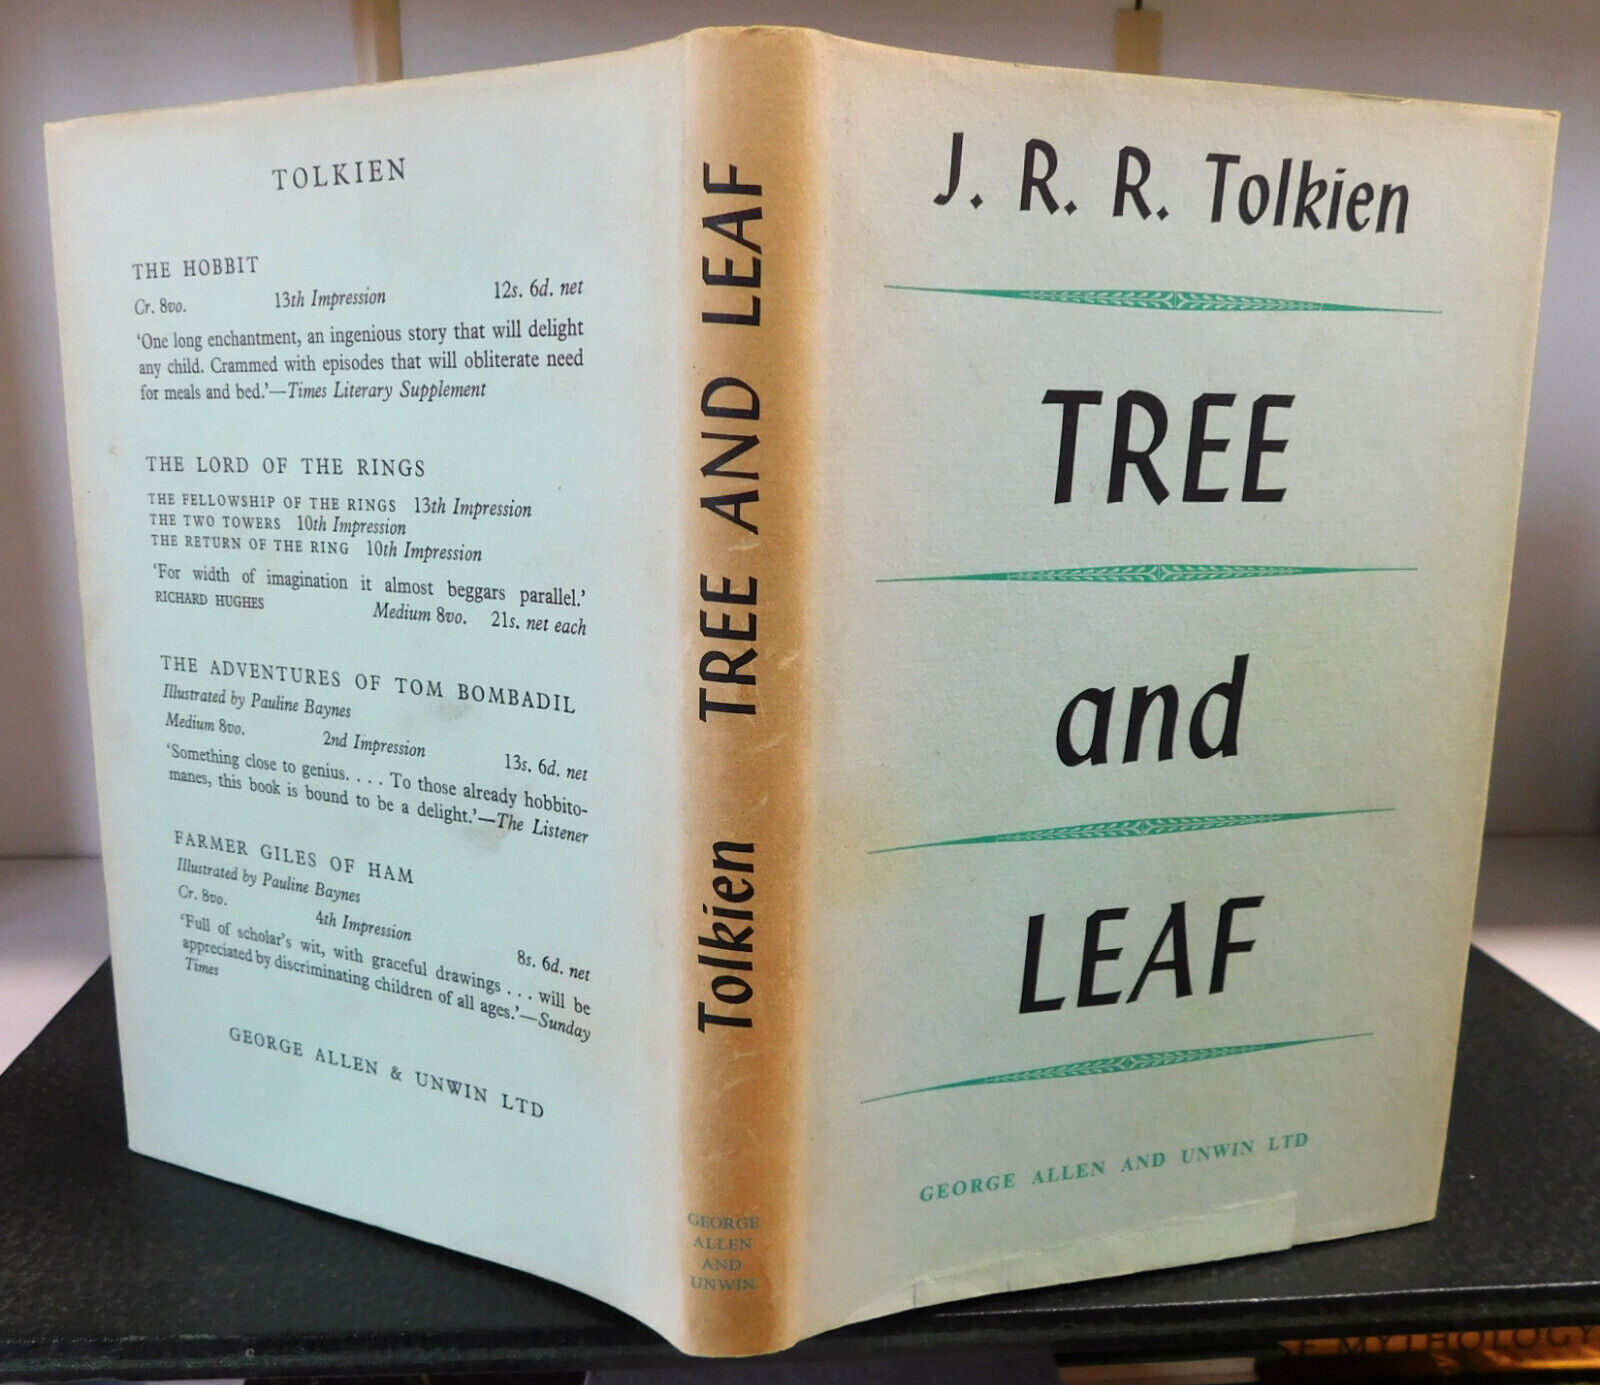 TOLKIEN
THE HOBBIT
Cr. 8vo. 13th Impression 12s. 6d. net
‘One long enchantment, an ingenious story that will delight
any child. Crammed with episodes that will obliterate need
for meals and bed.’—Times Literary Supplement
THE LORD OF THE RINGS
THE FELLOWSHIP OF THE RINGS 13th Impression
THE TWO TOWERS 10th Impression
THE RETURN OF THE RING 10th Impression
‘For width of imagination it almost beggars parallel.’
RICHARD HUGHES Medium 8vo. 21s. net each
THE ADVENTURES OF TOM BOMBADIL
Illustrated by Pauline Baynes
Medium 8vo. 2nd Impression 13s. 6d. net
‘Something close to genius. . . . To those already hobbito-
manes, this book is bound to be a delight.’—The Listener
FARMER GILES OF HAM
Illustrated by Pauline Baynes
Cr. 8vo. 4th Impression 8s. 6d. net
‘Full of scholar’s wit, with graceful drawings . . . will be
appreciated by discriminating children of all ages.’—Sunday
Times
GEORGE ALLEN & UNWIN LTD
Tolkien TREE AND LEAF
GEORGE
ALLEN
AND
UNWIN
J. R. R. Tolkien
TREE
and
LEAF
GEORGE ALLEN AND UNWIN LTD
MYTHOLOGY